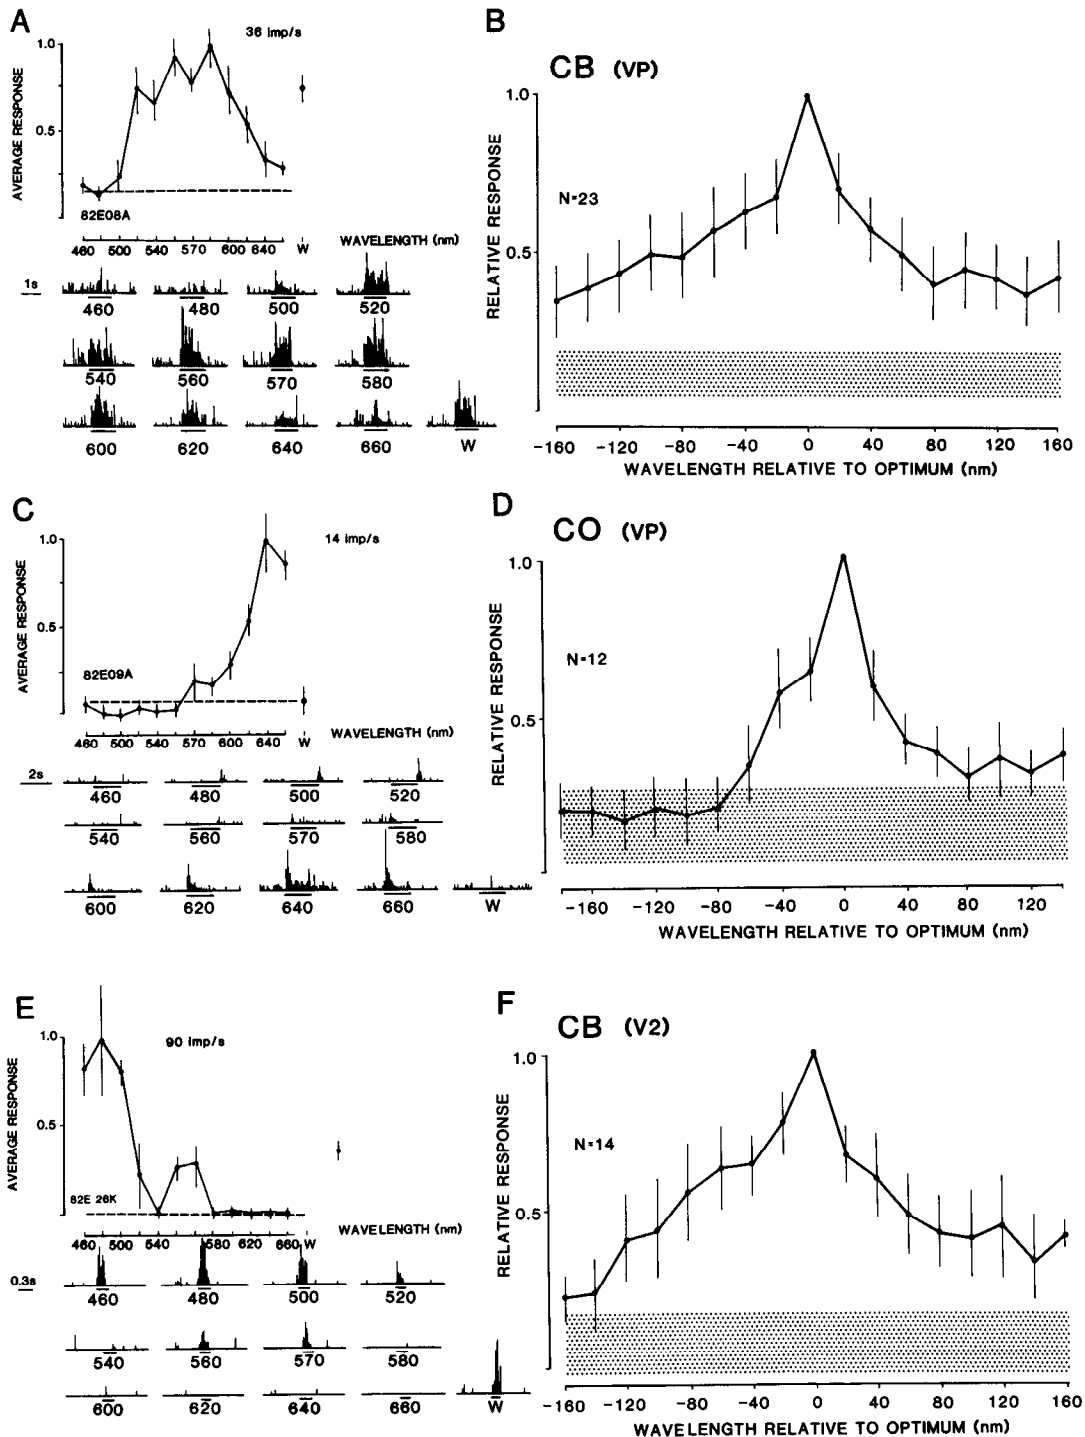 A
36 imp/s
1.0
0.5
AVERAGE RESPONSE
82E08A
460 500 540 570 600 640 W
WAVELENGTH (nm)
1s
460 480 500 520
540 560 570 580
600 620 640 660 W
B
CB (VP)
1.0
0.5
RELATIVE RESPONSE
N=23
-160 -120 -80 -40 0 40 80 120 160
WAVELENGTH RELATIVE TO OPTIMUM (nm)
C
14 imp/s
1.0
0.5
AVERAGE RESPONSE
82E09A
460 500 540 570 600 640 W
WAVELENGTH (nm)
2s
460 480 500 520
540 560 570 580
600 620 640 660 W
D
CO (VP)
1.0
0.5
RELATIVE RESPONSE
N=12
-160 -120 -80 -40 0 40 80 120
WAVELENGTH RELATIVE TO OPTIMUM (nm)
E
90 imp/s
1.0
0.5
AVERAGE RESPONSE
82E 26K
460 500 540 580 620 660 W
WAVELENGTH (nm)
0.3s
460 480 500 520
540 560 570 580
600 620 640 660 W
F
CB (V2)
1.0
0.5
RELATIVE RESPONSE
N=14
-160 -120 -80 -40 0 40 80 120 160
WAVELENGTH RELATIVE TO OPTIMUM (nm)